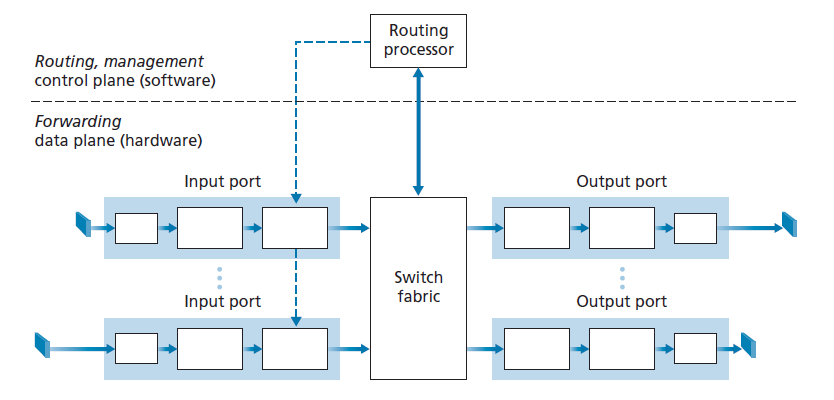 Routing
processor
Routing, management
control plane (software)
Forwarding
data plane (hardware)
Input port
Output port
Switch
fabric
Input port
Output port